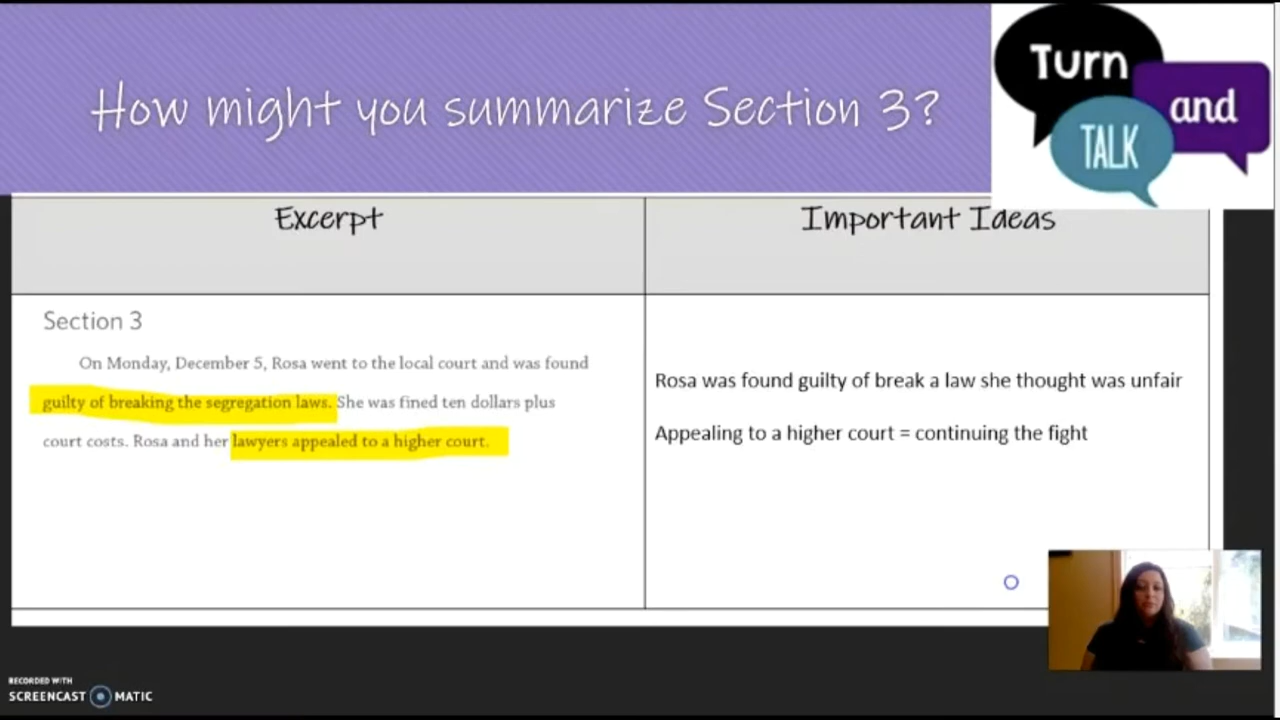 How might you summarize Section 3?
Turn
and
TALK
Excerpt
Important Ideas
Section 3
On Monday, December 5, Rosa went to the local court and was found
guilty of breaking the segregation laws. She was fined ten dollars plus
court costs. Rosa and her lawyers appealed to a higher court.
Rosa was found guilty of break a law she thought was unfair
Appealing to a higher court = continuing the fight
RECORDED WITH
SCREENCAST MATIC